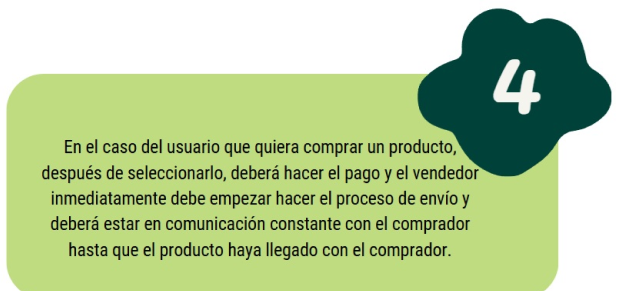 4
En el caso del usuario que quiera comprar un producto,
después de seleccionarlo, deberá hacer el pago y el vendedor
inmediatamente debe empezar hacer el proceso de envío y
deberá estar en comunicación constante con el comprador
hasta que el producto haya llegado con el comprador.